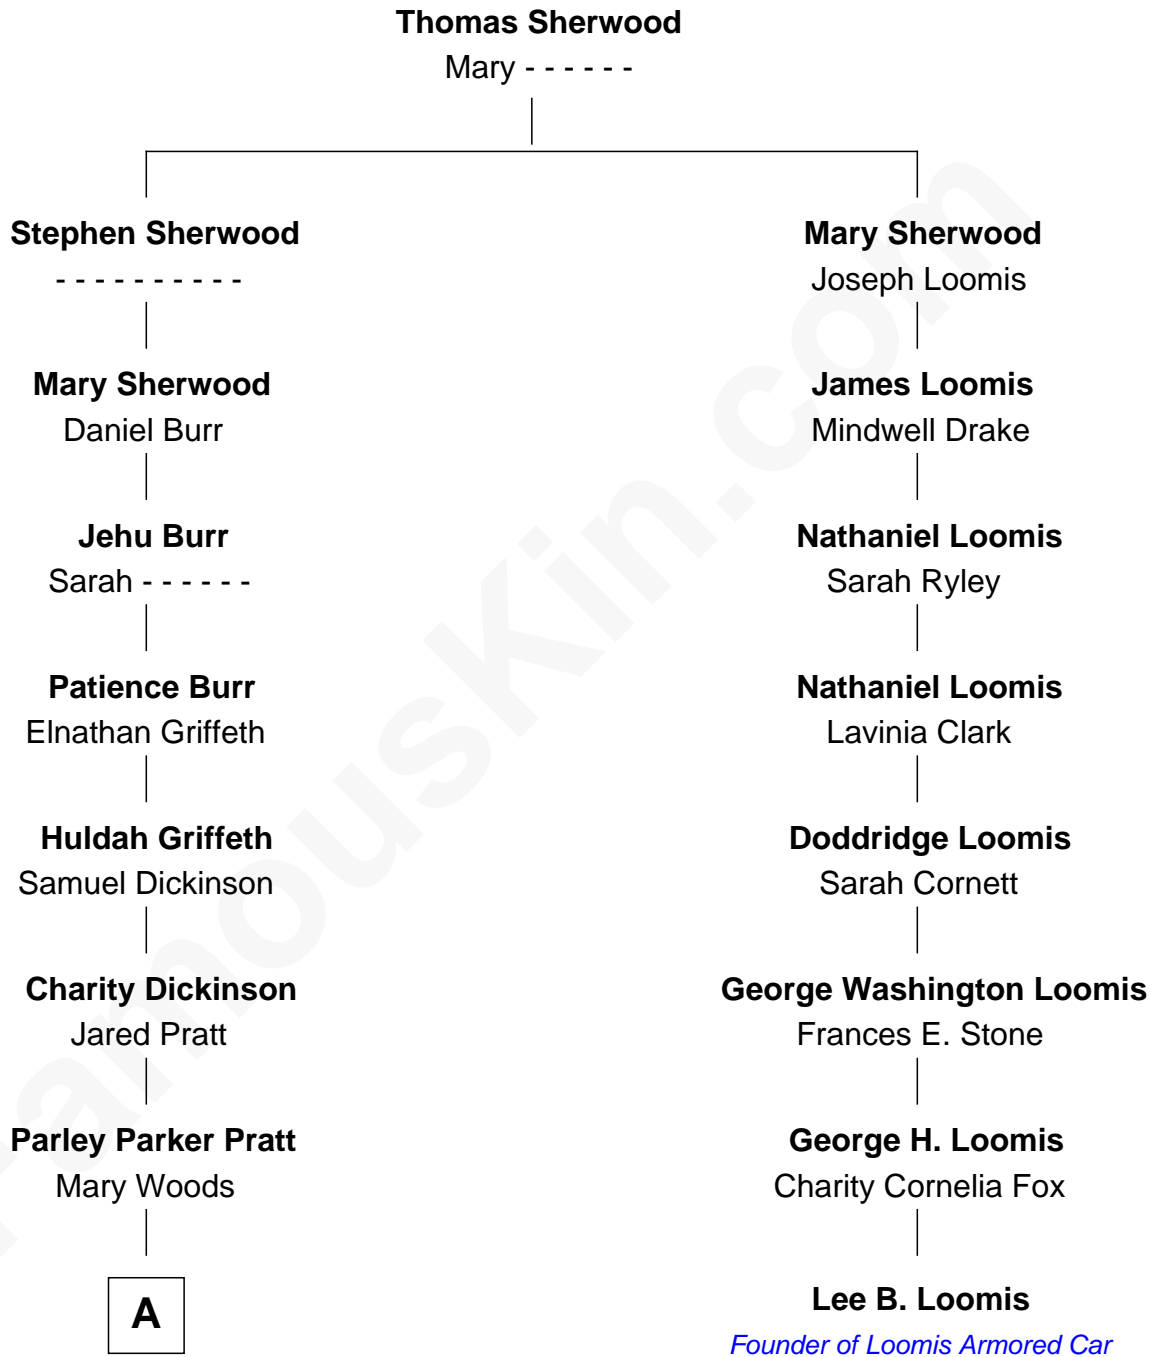 Thomas Sherwood
Mary - - - - - -
Stephen Sherwood
- - - - - - - - - -
Mary Sherwood
Daniel Burr
Jehu Burr
Sarah - - - - - -
Patience Burr
Elnathan Griffeth
Huldah Griffeth
Samuel Dickinson
Charity Dickinson
Jared Pratt
Parley Parker Pratt
Mary Woods
A
Mary Sherwood
Joseph Loomis
James Loomis
Mindwell Drake
Nathaniel Loomis
Sarah Ryley
Nathaniel Loomis
Lavinia Clark
Doddridge Loomis
Sarah Cornett
George Washington Loomis
Frances E. Stone
George H. Loomis
Charity Cornelia Fox
Lee B. Loomis
Founder of Loomis Armored Car
FamousKin.com